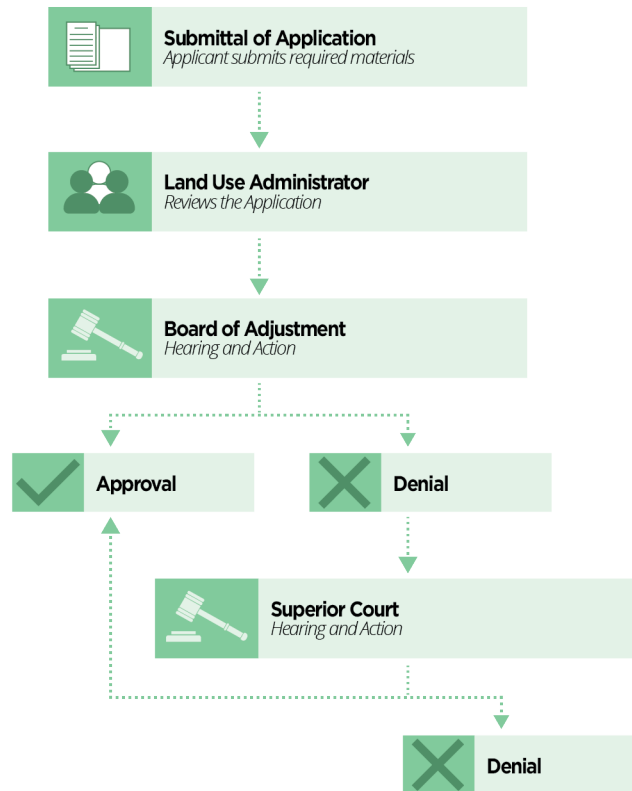 Submittal of Application
Applicant submits required materials
Land Use Administrator
Reviews the Application
Board of Adjustment
Hearing and Action
Approval
Denial
Superior Court
Hearing and Action
Denial